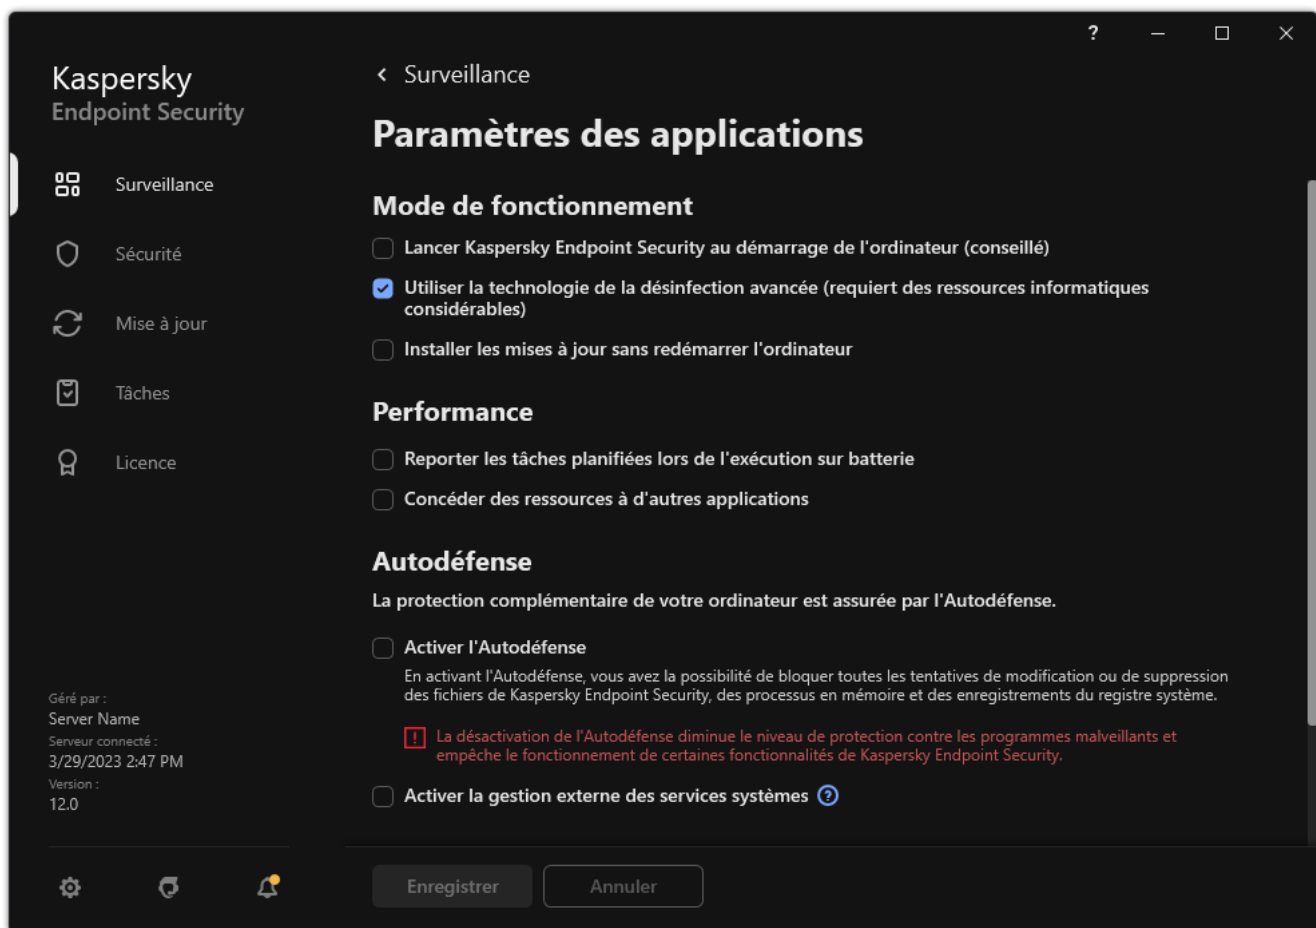 ?
Kaspersky
Endpoint Security
Surveillance
Sécurité
Mise à jour
Tâches
Licence
Géré par :
Server Name
Serveur connecté :
3/29/2023 2:47 PM
Version :
12.0
Surveillance
Paramètres des applications
Mode de fonctionnement
Lancer Kaspersky Endpoint Security au démarrage de l'ordinateur (conseillé)
Utiliser la technologie de la désinfection avancée (requiert des ressources informatiques
considérables)
Installer les mises à jour sans redémarrer l'ordinateur
Performance
Reporter les tâches planifiées lors de l'exécution sur batterie
Concéder des ressources à d'autres applications
Autodéfense
La protection complémentaire de votre ordinateur est assurée par l'Autodéfense.
Activer l'Autodéfense
En activant l'Autodéfense, vous avez la possibilité de bloquer toutes les tentatives de modification ou de suppression
des fichiers de Kaspersky Endpoint Security, des processus en mémoire et des enregistrements du registre système.
La désactivation de l'Autodéfense diminue le niveau de protection contre les programmes malveillants et
empêche le fonctionnement de certaines fonctionnalités de Kaspersky Endpoint Security.
Activer la gestion externe des services systèmes ?
Enregistrer
Annuler